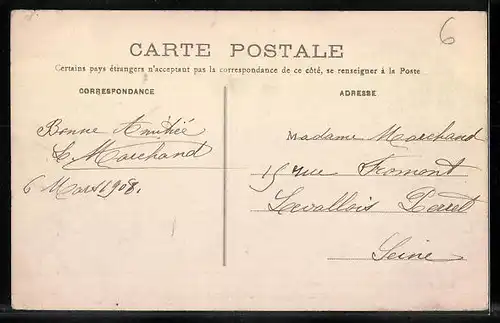 6
CARTE POSTALE
Certains pays étrangers n'acceptant pas la correspondance de ce côté, se renseigner à la Poste
CORRESPONDANCE
Bonne Amitiée
L. Marchand
6 Mars 1908.
ADRESSE
Madame Marchand
15 rue Fromont
Levallois Perret
Seine